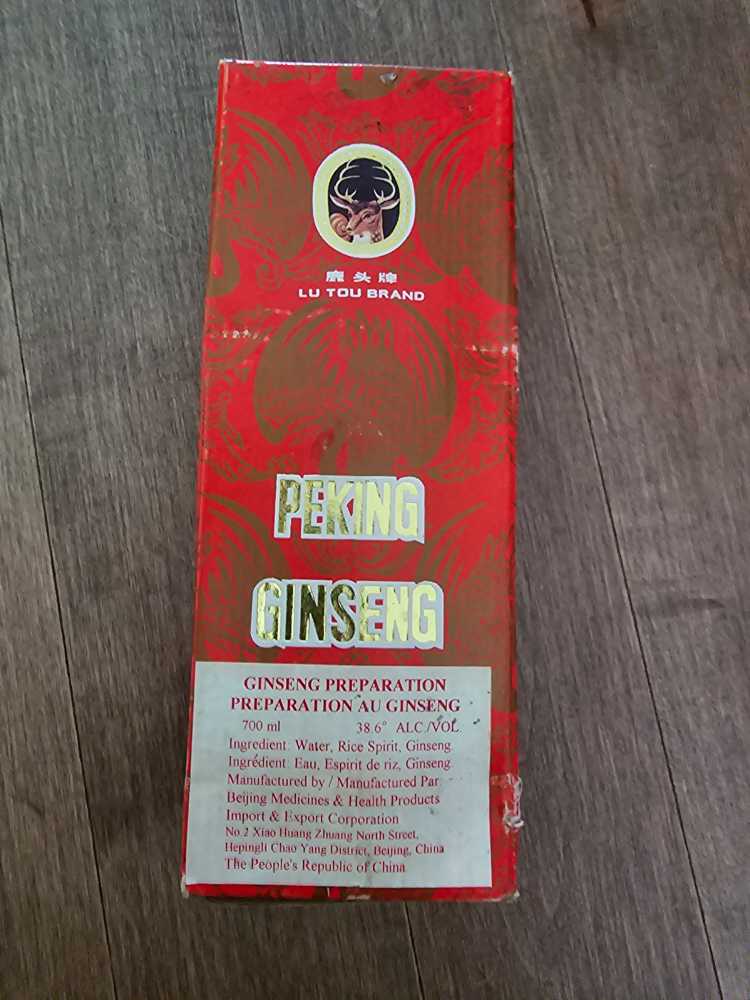 鹿头牌
LU TOU BRAND
PEKING
GINSENG
GINSENG PREPARATION
PREPARATION AU GINSENG
700 ml 38.6° ALC./VOL.
Ingredient: Water, Rice Spirit, Ginseng.
Ingrédient: Eau, Espirit de riz, Ginseng.
Manufactured by / Manufactured Par:
Beijing Medicines & Health Products
Import & Export Corporation
No.2 Xiao Huang Zhuang North Street,
Hepingli Chao Yang District, Beijing, China
The People's Republic of China